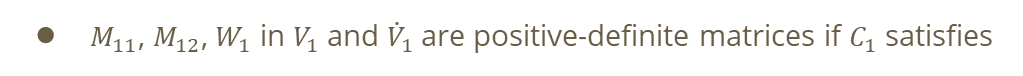 ● 𝑀₁₁, 𝑀₁₂, 𝑊₁ in 𝑉₁ and 𝑉̇₁ are positive-definite matrices if 𝐶₁ satisfies